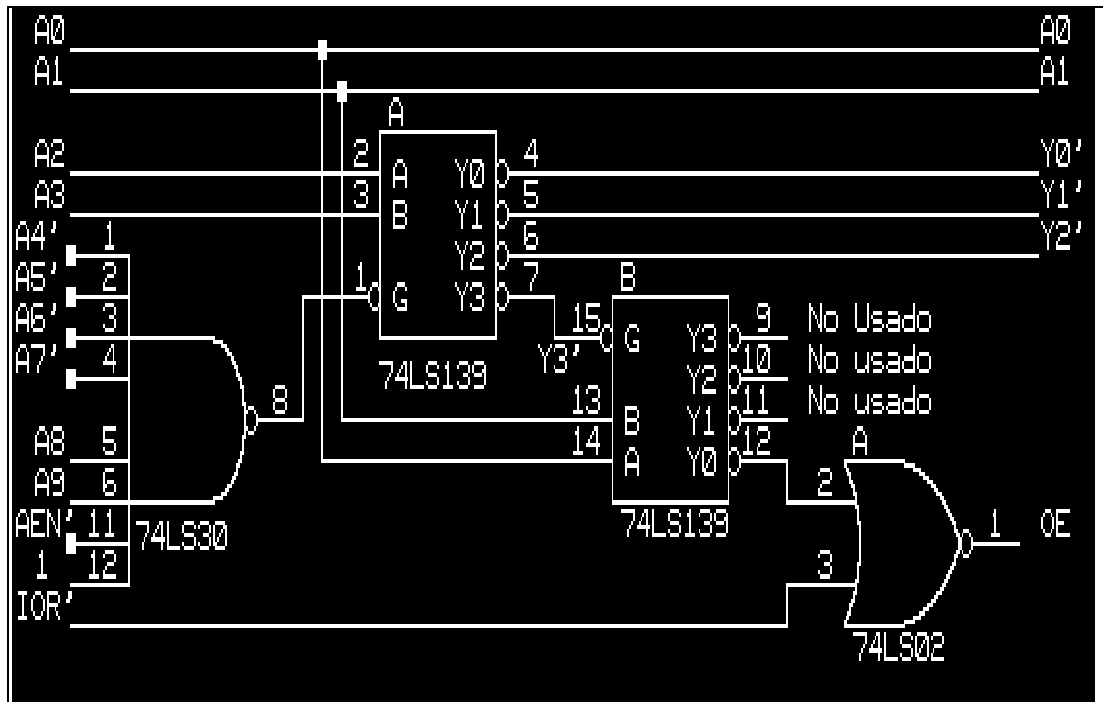 A0 A0
A1 A1
A
A2 2 A Y0 4 Y0'
A3 3 B Y1 5 Y1'
A4' 1 Y2 6 Y2'
A5' 2 1 G Y3 7 B
A6' 3 15 G Y3 9 No Usado
A7' 4 74LS139 Y3' Y2 10 No Usado
8 13 B Y1 11 No usado
A8 5 14 A Y0 12 A
A9 6 2
AEN' 11 74LS30 74LS139 1 OE
1 12 3
IOR'
74LS02